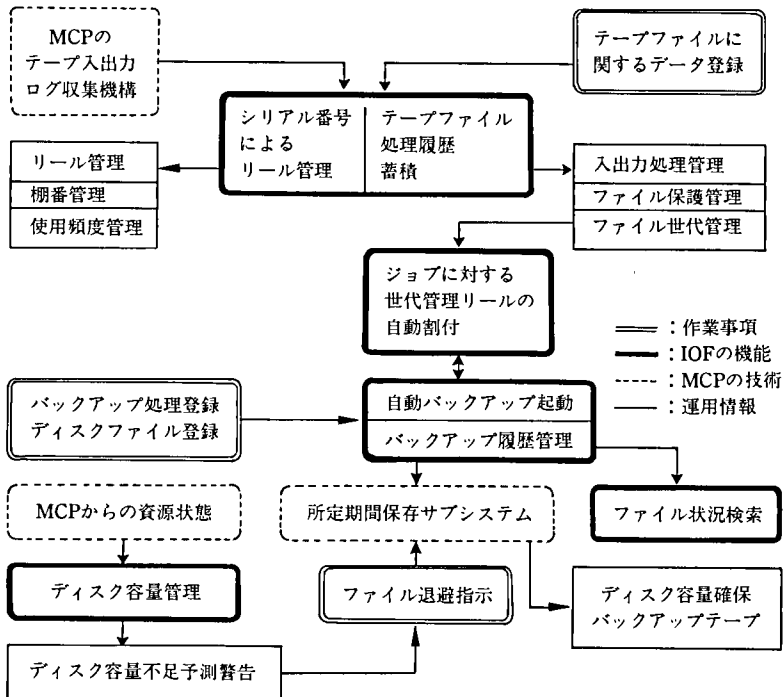 MCPの
テープ入出力
ログ収集機構
テープファイルに
関するデータ登録
シリアル番号
による
リール管理
テープファイル
処理履歴
蓄積
リール管理
棚番管理
使用頻度管理
入出力処理管理
ファイル保護管理
ファイル世代管理
ジョブに対する
世代管理リールの
自動割付
:作業事項
:IOFの機能
:MCPの技術
:運用情報
バックアップ処理登録
ディスクファイル登録
自動バックアップ起動
バックアップ履歴管理
MCPからの資源状態
所定期間保存サブシステム
ファイル状況検索
ディスク容量管理
ファイル退避指示
ディスク容量確保
バックアップテープ
ディスク容量不足予測警告